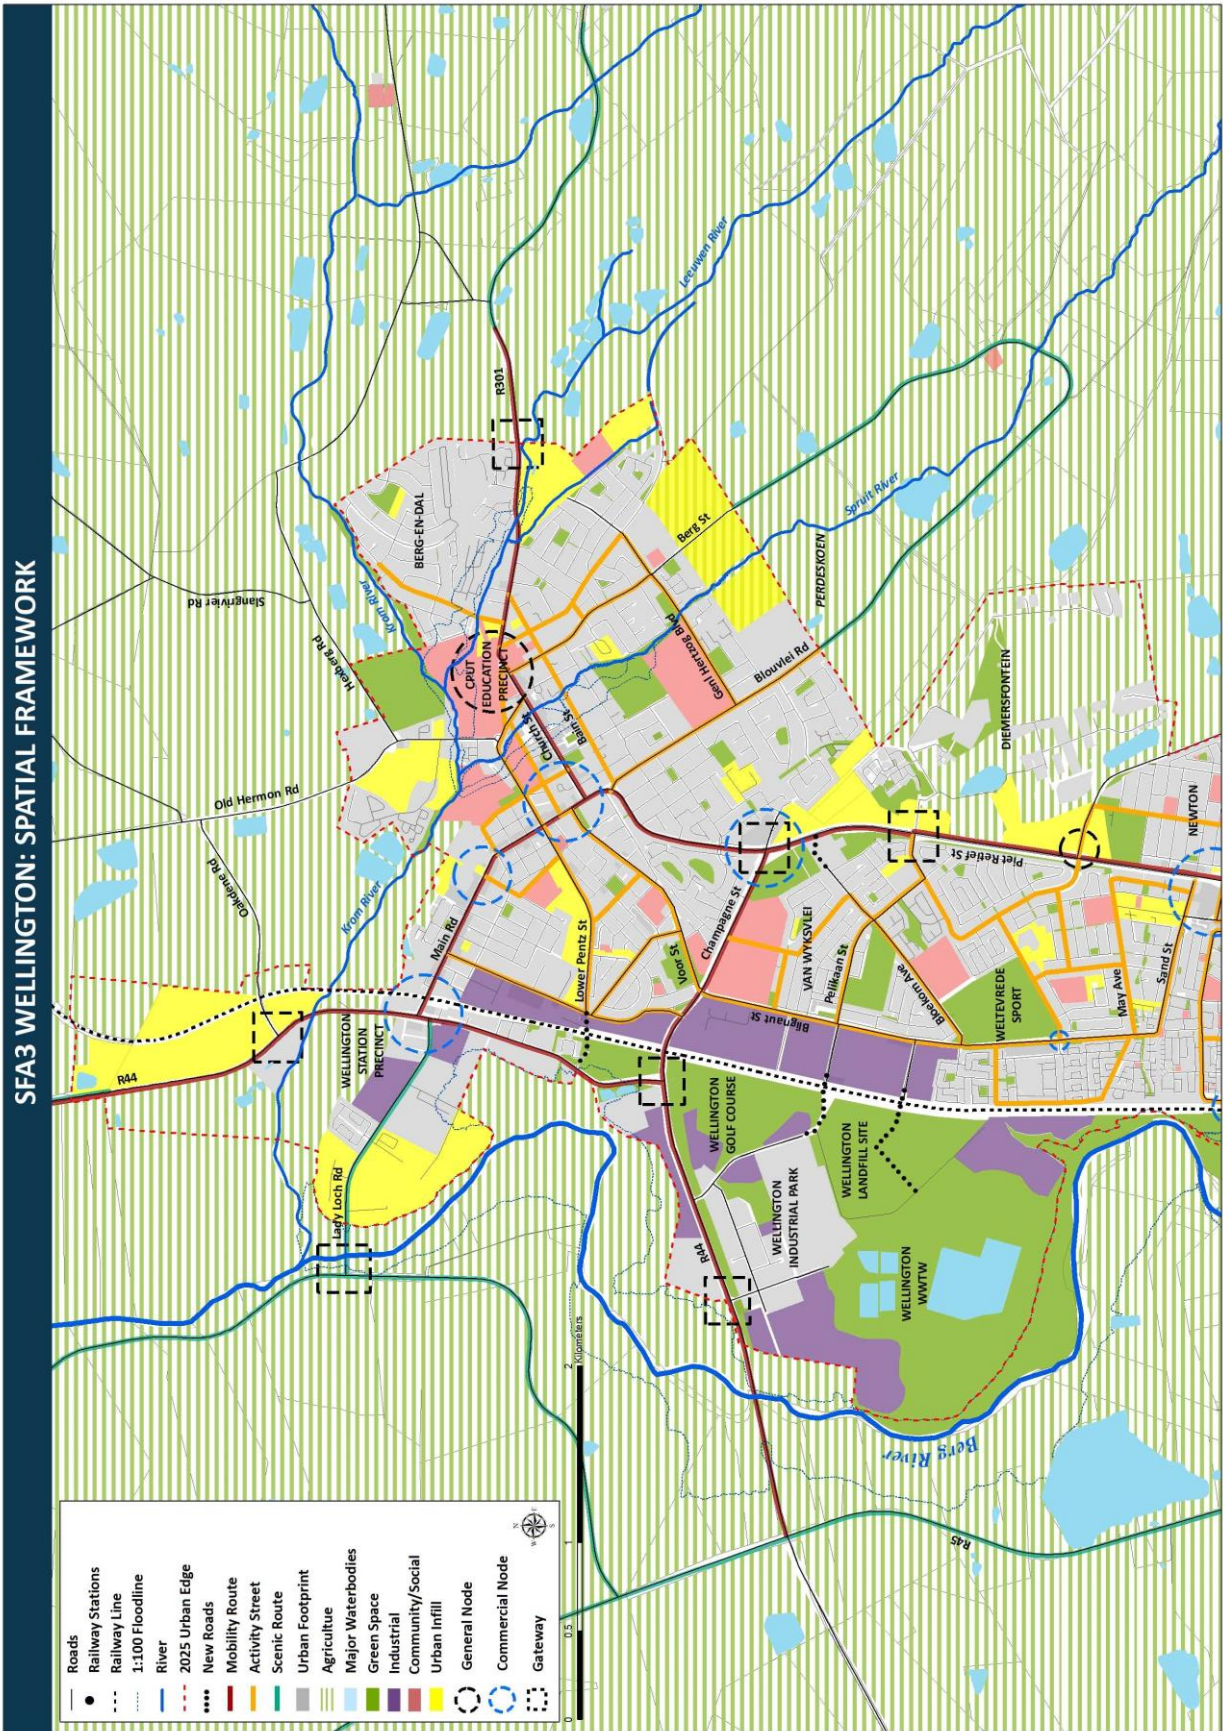 SFA3 WELLINGTON: SPATIAL FRAMEWORK
Roads
Railway Stations
Railway Line
1:100 Floodline
River
2025 Urban Edge
New Roads
Mobility Route
Activity Street
Scenic Route
Urban Footprint
Agricultue
Major Waterbodies
Green Space
Industrial
Community/Social
Urban Infill
General Node
Commercial Node
Gateway
N
E
S
W
0
0.5
1
2
Kilometers
R44
Oakdene Rd
Old Hermon Rd
Hexberg Rd
Slangrivier Rd
Krom River
Krom River
WELLINGTON
STATION
PRECINCT
Lady Loch Rd
Main Rd
BERG-EN-DAL
CPUT
EDUCATION
PRECINCT
R301
Leeuwen River
Church St
Bain St
Berg St
Genl Hertzog Blvd
Blouvlei Rd
Spruit River
PERDESKOEN
Lower Pentz St
Voor St
Champagne St
VAN WYKSVLEI
Pelikaan St
Blignaut St
Bloekom Ave
WELTEVREDE
SPORT
May Ave
Sand St
Piet Retief St
NEWTON
DIEMERSFONTEIN
WELLINGTON
GOLF COURSE
WELLINGTON
INDUSTRIAL PARK
WELLINGTON
LANDFILL SITE
WELLINGTON
WWTW
R44
Berg River
R45